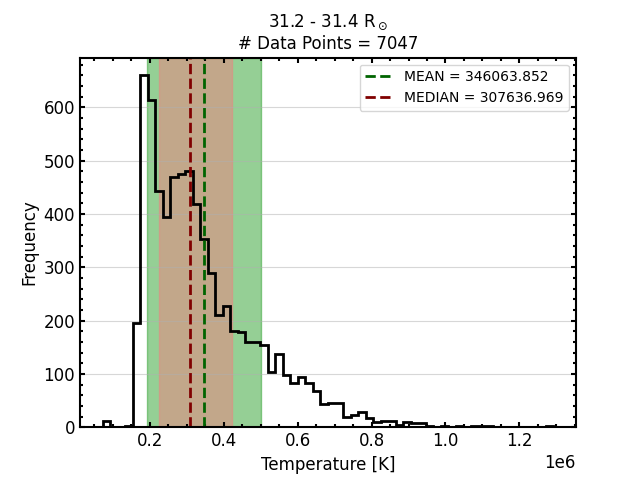 31.2 - 31.4 R⊙
# Data Points = 7047
MEAN = 346063.852
MEDIAN = 307636.969
Frequency
600
500
400
300
200
100
0
0.2 0.4 0.6 0.8 1.0 1.2
1e6
Temperature [K]